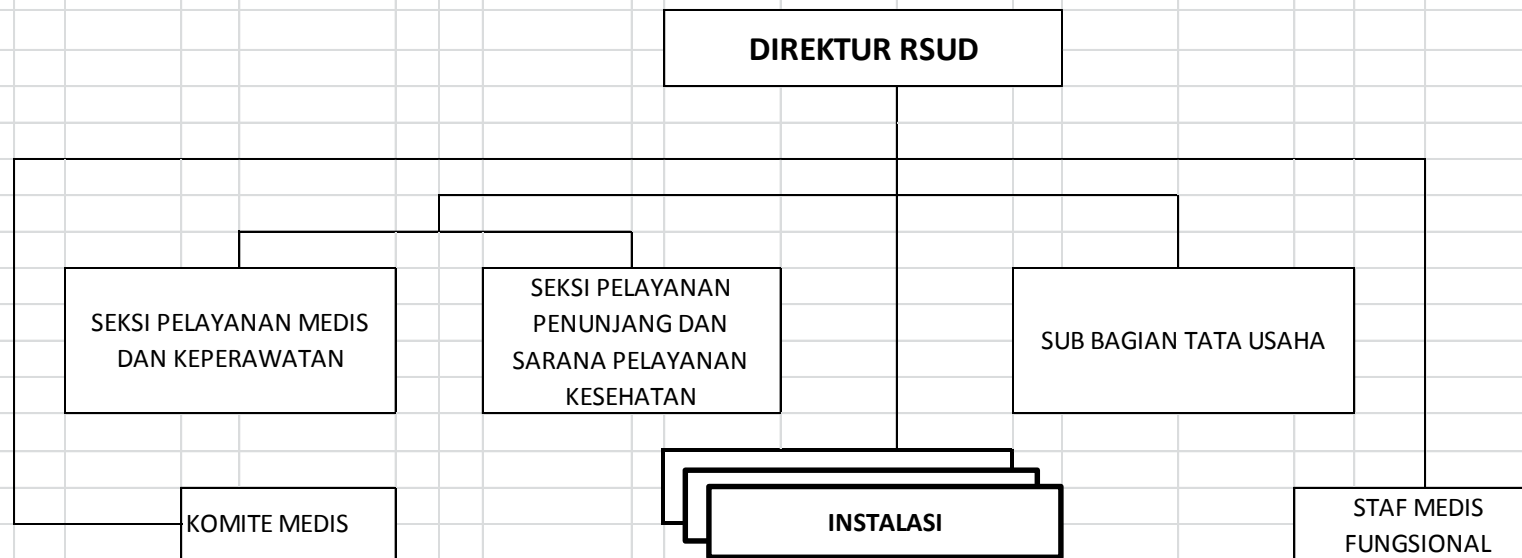 DIREKTUR RSUD
SEKSI PELAYANAN MEDIS
DAN KEPERAWATAN
SEKSI PELAYANAN
PENUNJANG DAN
SARANA PELAYANAN
KESEHATAN
SUB BAGIAN TATA USAHA
KOMITE MEDIS
INSTALASI
STAF MEDIS
FUNGSIONAL